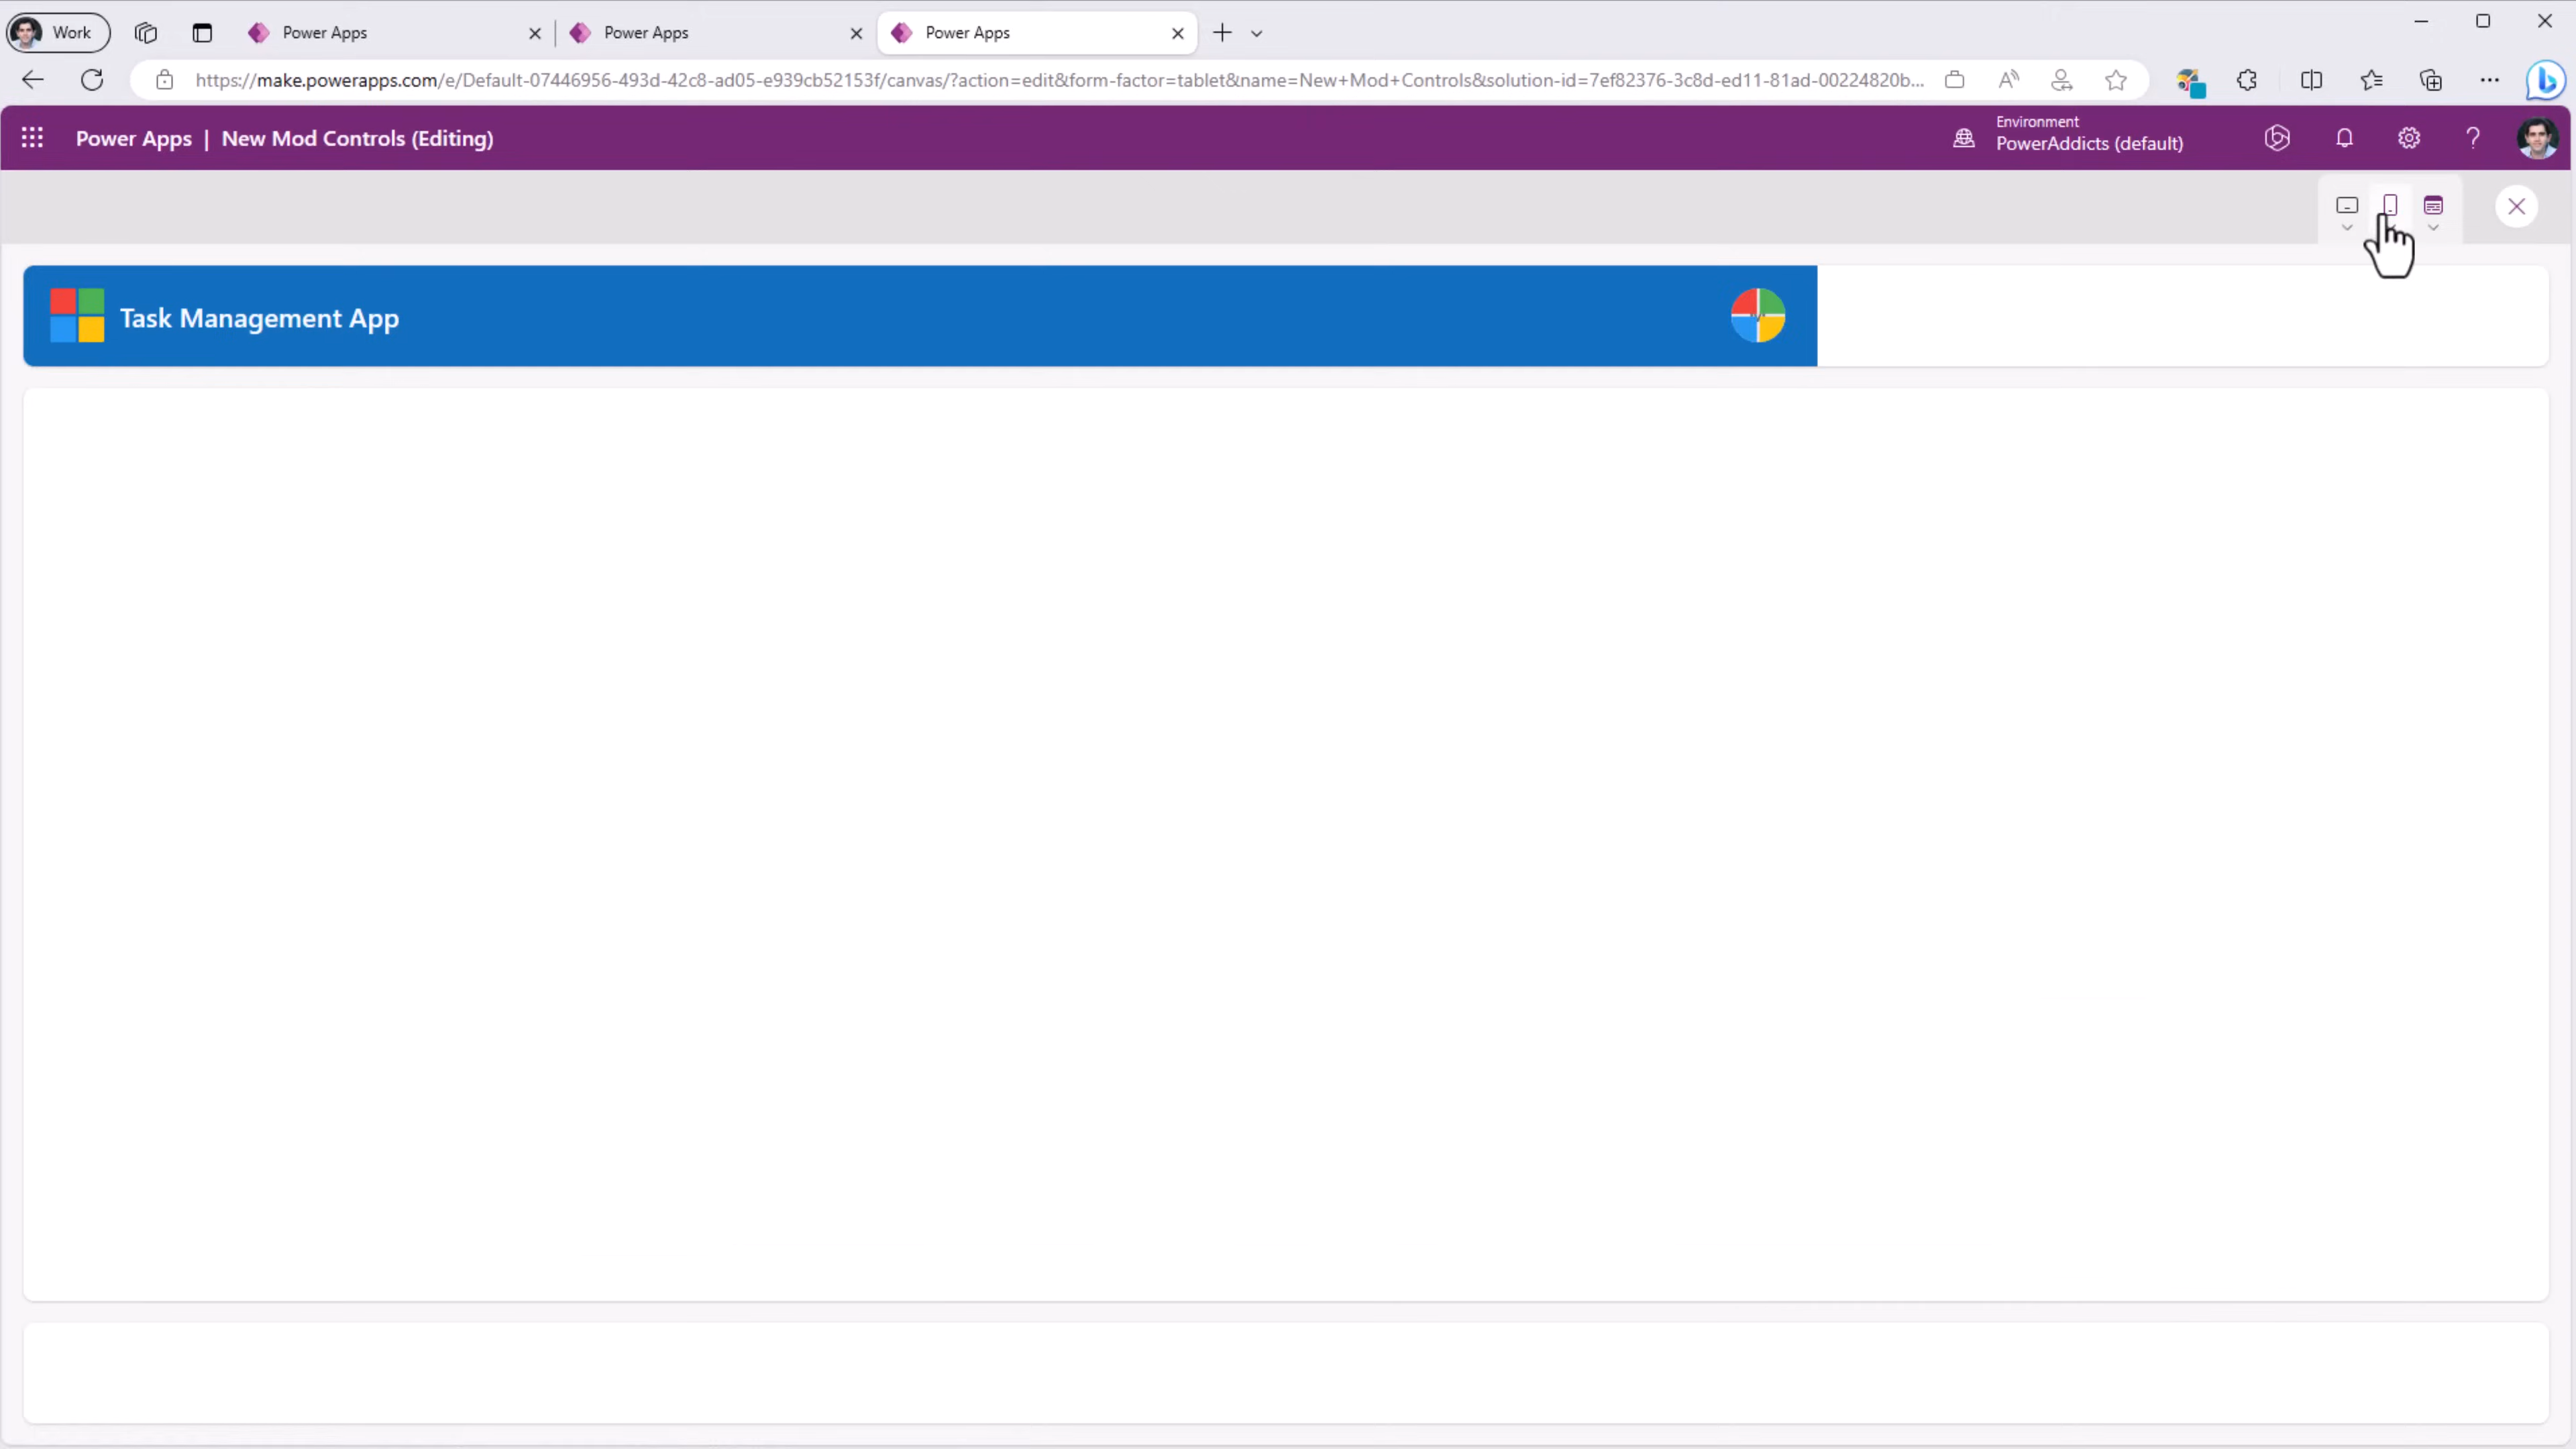 Work
Power Apps
Power Apps
Power Apps
https://make.powerapps.com/e/Default-07446956-493d-42c8-ad05-e939cb52153f/canvas/?action=edit&form-factor=tablet&name=New+Mod+Controls&solution-id=7ef82376-3c8d-ed11-81ad-00224820b...
Power Apps | New Mod Controls (Editing)
Environment
PowerAddicts (default)
Task Management App